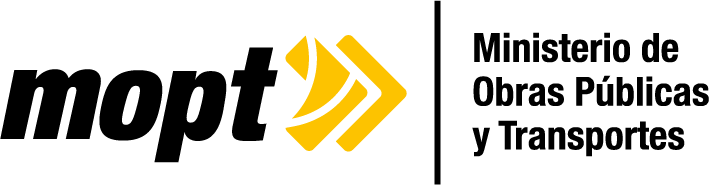 mopt
Ministerio de
Obras Públicas
y Transportes